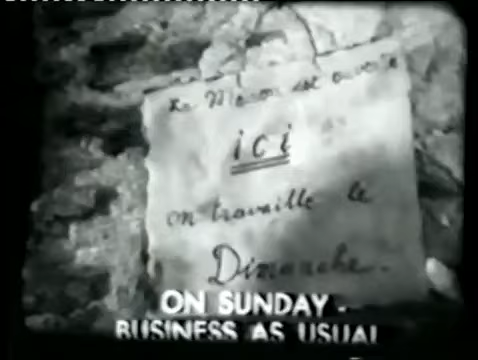 La Maison est ouverte
ici
on travaille le
Dimanche.
ON SUNDAY -
BUSINESS AS USUAL